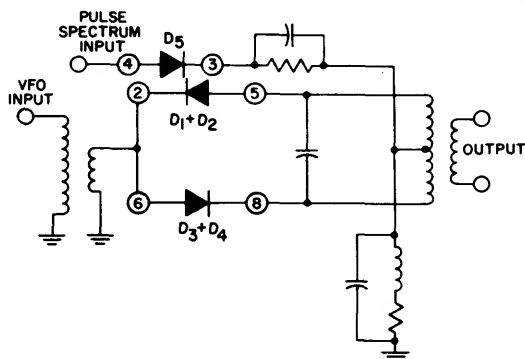 PULSE
SPECTRUM
INPUT
D5
4
3
VFO
INPUT
2
5
D1+D2
OUTPUT
6
8
D3+D4